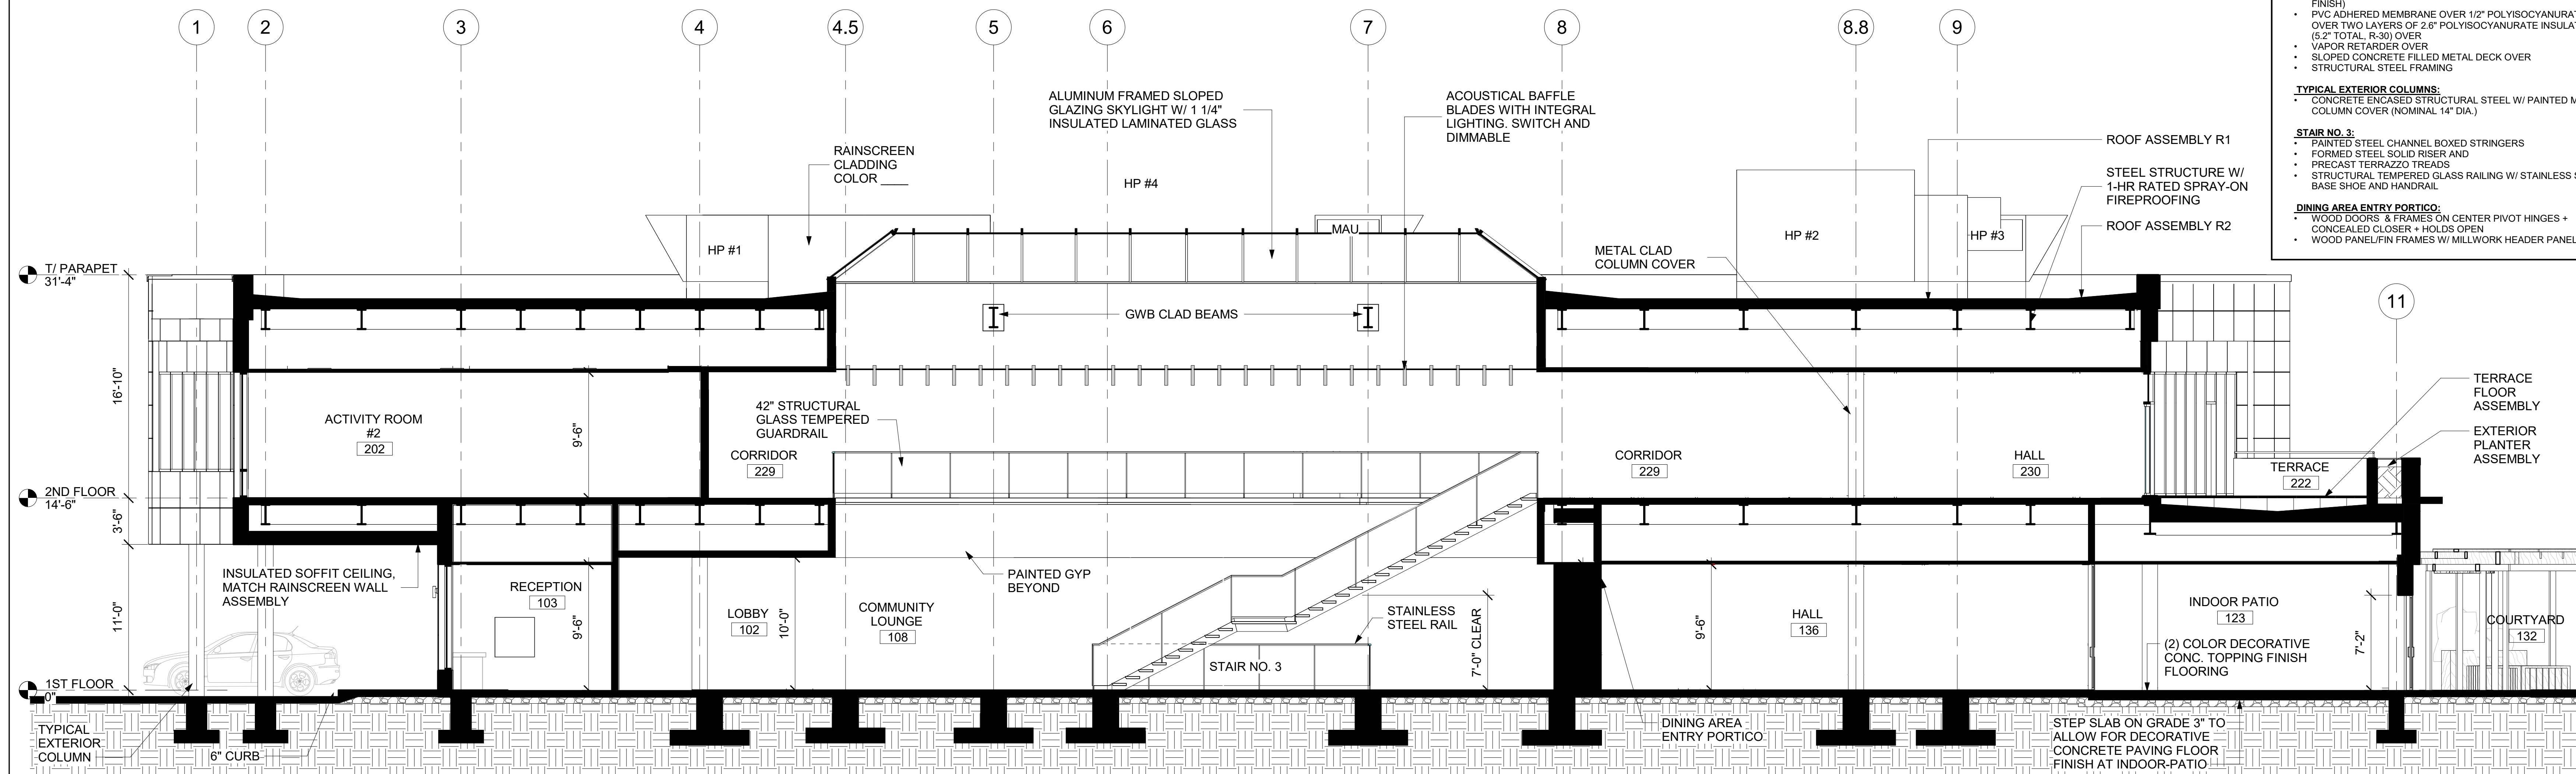 1
2
3
4
4.5
5
6
7
8
8.8
9
11
FINISH)
• PVC ADHERED MEMBRANE OVER 1/2" POLYISOCYANURAT
OVER TWO LAYERS OF 2.6" POLYISOCYANURATE INSULAT
(5.2" TOTAL, R-30) OVER
• VAPOR RETARDER OVER
• SLOPED CONCRETE FILLED METAL DECK OVER
• STRUCTURAL STEEL FRAMING
TYPICAL EXTERIOR COLUMNS:
• CONCRETE ENCASED STRUCTURAL STEEL W/ PAINTED M
COLUMN COVER (NOMINAL 14" DIA.)
STAIR NO. 3:
• PAINTED STEEL CHANNEL BOXED STRINGERS
• FORMED STEEL SOLID RISER AND
• PRECAST TERRAZZO TREADS
• STRUCTURAL TEMPERED GLASS RAILING W/ STAINLESS S
BASE SHOE AND HANDRAIL
DINING AREA ENTRY PORTICO:
• WOOD DOORS & FRAMES ON CENTER PIVOT HINGES +
CONCEALED CLOSER + HOLDS OPEN
• WOOD PANEL/FIN FRAMES W/ MILLWORK HEADER PANEL
ALUMINUM FRAMED SLOPED
GLAZING SKYLIGHT W/ 1 1/4"
INSULATED LAMINATED GLASS
ACOUSTICAL BAFFLE
BLADES WITH INTEGRAL
LIGHTING. SWITCH AND
DIMMABLE
RAINSCREEN
CLADDING
COLOR ____
HP #4
ROOF ASSEMBLY R1
STEEL STRUCTURE W/
1-HR RATED SPRAY-ON
FIREPROOFING
ROOF ASSEMBLY R2
HP #1
MAU
HP #2
HP #3
METAL CLAD
COLUMN COVER
T/ PARAPET
31'-4"
GWB CLAD BEAMS
16'-10"
ACTIVITY ROOM
#2
202
9'-6"
42" STRUCTURAL
GLASS TEMPERED
GUARDRAIL
CORRIDOR
229
CORRIDOR
229
HALL
230
TERRACE
222
TERRACE
FLOOR
ASSEMBLY
EXTERIOR
PLANTER
ASSEMBLY
2ND FLOOR
14'-6"
3'-6"
11'-0"
INSULATED SOFFIT CEILING,
MATCH RAINSCREEN WALL
ASSEMBLY
RECEPTION
103
9'-6"
LOBBY
102
10'-0"
COMMUNITY
LOUNGE
108
PAINTED GYP
BEYOND
STAINLESS
STEEL RAIL
STAIR NO. 3
7'-0" CLEAR
9'-6"
HALL
136
INDOOR PATIO
123
(2) COLOR DECORATIVE
CONC. TOPPING FINISH
FLOORING
7'-2"
COURTYARD
132
1ST FLOOR
0"
TYPICAL
EXTERIOR
COLUMN
6" CURB
DINING AREA
ENTRY PORTICO
STEP SLAB ON GRADE 3" TO
ALLOW FOR DECORATIVE
CONCRETE PAVING FLOOR
FINISH AT INDOOR-PATIO